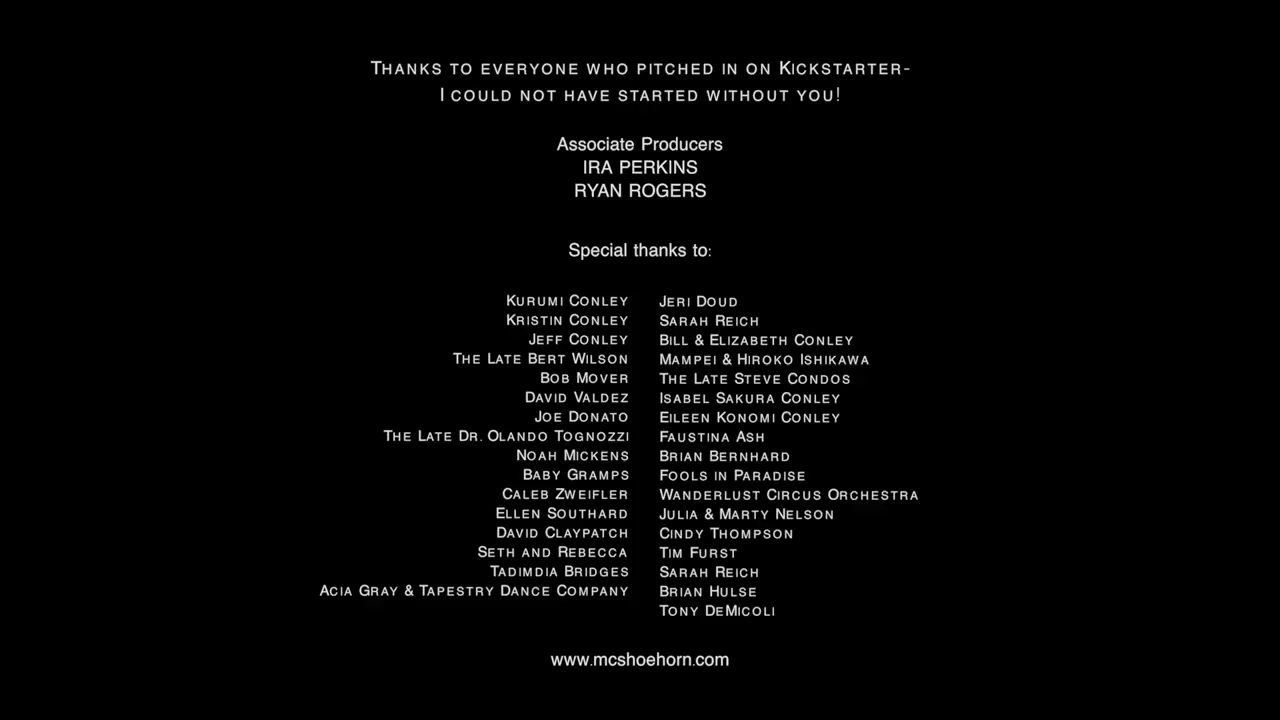 THANKS TO EVERYONE WHO PITCHED IN ON KICKSTARTER-
I COULD NOT HAVE STARTED WITHOUT YOU!
Associate Producers
IRA PERKINS
RYAN ROGERS
Special thanks to:
KURUMI CONLEY
KRISTIN CONLEY
JEFF CONLEY
THE LATE BERT WILSON
BOB MOVER
DAVID VALDEZ
JOE DONATO
THE LATE DR. OLANDO TOGNOZZI
NOAH MICKENS
BABY GRAMPS
CALEB ZWEIFLER
ELLEN SOUTHARD
DAVID CLAYPATCH
SETH AND REBECCA
TADIMDIA BRIDGES
ACIA GRAY & TAPESTRY DANCE COMPANY
JERI DOUD
SARAH REICH
BILL & ELIZABETH CONLEY
MAMPEI & HIROKO ISHIKAWA
THE LATE STEVE CONDOS
ISABEL SAKURA CONLEY
EILEEN KONOMI CONLEY
FAUSTINA ASH
BRIAN BERNHARD
FOOLS IN PARADISE
WANDERLUST CIRCUS ORCHESTRA
JULIA & MARTY NELSON
CINDY THOMPSON
TIM FURST
SARAH REICH
BRIAN HULSE
TONY DEMICOLI
www.mcshoehorn.com